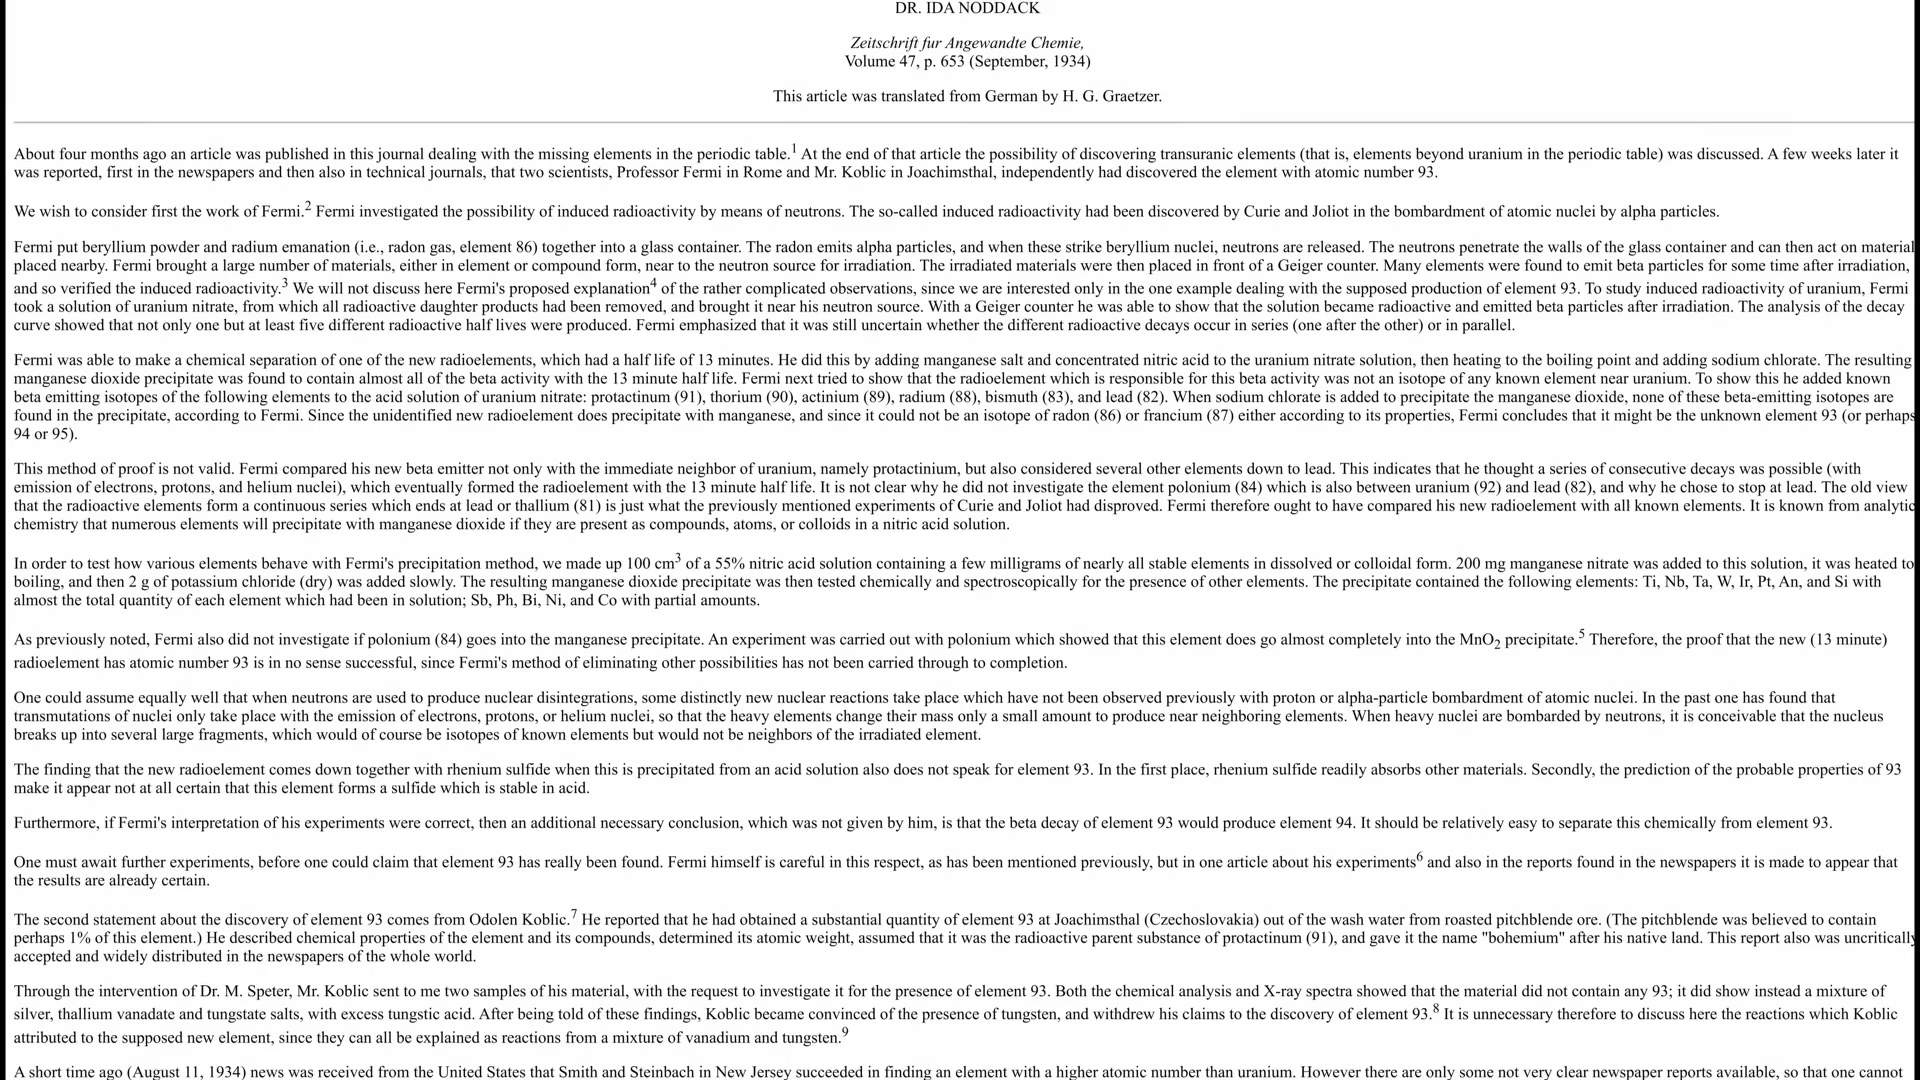 DR. IDA NODDACK
Zeitschrift fur Angewandte Chemie,
Volume 47, p. 653 (September, 1934)
This article was translated from German by H. G. Graetzer.
About four months ago an article was published in this journal dealing with the missing elements in the periodic table.1 At the end of that article the possibility of discovering transuranic elements (that is, elements beyond uranium in the periodic table) was discussed. A few weeks later it
was reported, first in the newspapers and then also in technical journals, that two scientists, Professor Fermi in Rome and Mr. Koblic in Joachimsthal, independently had discovered the element with atomic number 93.
We wish to consider first the work of Fermi.2 Fermi investigated the possibility of induced radioactivity by means of neutrons. The so-called induced radioactivity had been discovered by Curie and Joliot in the bombardment of atomic nuclei by alpha particles.
Fermi put beryllium powder and radium emanation (i.e., radon gas, element 86) together into a glass container. The radon emits alpha particles, and when these strike beryllium nuclei, neutrons are released. The neutrons penetrate the walls of the glass container and can then act on material
placed nearby. Fermi brought a large number of materials, either in element or compound form, near to the neutron source for irradiation. The irradiated materials were then placed in front of a Geiger counter. Many elements were found to emit beta particles for some time after irradiation,
and so verified the induced radioactivity.3 We will not discuss here Fermi's proposed explanation4 of the rather complicated observations, since we are interested only in the one example dealing with the supposed production of element 93. To study induced radioactivity of uranium, Fermi
took a solution of uranium nitrate, from which all radioactive daughter products had been removed, and brought it near his neutron source. With a Geiger counter he was able to show that the solution became radioactive and emitted beta particles after irradiation. The analysis of the decay
curve showed that not only one but at least five different radioactive half lives were produced. Fermi emphasized that it was still uncertain whether the different radioactive decays occur in series (one after the other) or in parallel.
Fermi was able to make a chemical separation of one of the new radioelements, which had a half life of 13 minutes. He did this by adding manganese salt and concentrated nitric acid to the uranium nitrate solution, then heating to the boiling point and adding sodium chlorate. The resulting
manganese dioxide precipitate was found to contain almost all of the beta activity with the 13 minute half life. Fermi next tried to show that the radioelement which is responsible for this beta activity was not an isotope of any known element near uranium. To show this he added known
beta emitting isotopes of the following elements to the acid solution of uranium nitrate: protactinum (91), thorium (90), actinium (89), radium (88), bismuth (83), and lead (82). When sodium chlorate is added to precipitate the manganese dioxide, none of these beta-emitting isotopes are
found in the precipitate, according to Fermi. Since the unidentified new radioelement does precipitate with manganese, and since it could not be an isotope of radon (86) or francium (87) either according to its properties, Fermi concludes that it might be the unknown element 93 (or perhaps
94 or 95).
This method of proof is not valid. Fermi compared his new beta emitter not only with the immediate neighbor of uranium, namely protactinium, but also considered several other elements down to lead. This indicates that he thought a series of consecutive decays was possible (with
emission of electrons, protons, and helium nuclei), which eventually formed the radioelement with the 13 minute half life. It is not clear why he did not investigate the element polonium (84) which is also between uranium (92) and lead (82), and why he chose to stop at lead. The old view
that the radioactive elements form a continuous series which ends at lead or thallium (81) is just what the previously mentioned experiments of Curie and Joliot had disproved. Fermi therefore ought to have compared his new radioelement with all known elements. It is known from analytic
chemistry that numerous elements will precipitate with manganese dioxide if they are present as compounds, atoms, or colloids in a nitric acid solution.
In order to test how various elements behave with Fermi's precipitation method, we made up 100 cm3 of a 55% nitric acid solution containing a few milligrams of nearly all stable elements in dissolved or colloidal form. 200 mg manganese nitrate was added to this solution, it was heated to
boiling, and then 2 g of potassium chloride (dry) was added slowly. The resulting manganese dioxide precipitate was then tested chemically and spectroscopically for the presence of other elements. The precipitate contained the following elements: Ti, Nb, Ta, W, Ir, Pt, An, and Si with
almost the total quantity of each element which had been in solution; Sb, Ph, Bi, Ni, and Co with partial amounts.
As previously noted, Fermi also did not investigate if polonium (84) goes into the manganese precipitate. An experiment was carried out with polonium which showed that this element does go almost completely into the MnO2 precipitate.5 Therefore, the proof that the new (13 minute)
radioelement has atomic number 93 is in no sense successful, since Fermi's method of eliminating other possibilities has not been carried through to completion.
One could assume equally well that when neutrons are used to produce nuclear disintegrations, some distinctly new nuclear reactions take place which have not been observed previously with proton or alpha-particle bombardment of atomic nuclei. In the past one has found that
transmutations of nuclei only take place with the emission of electrons, protons, or helium nuclei, so that the heavy elements change their mass only a small amount to produce near neighboring elements. When heavy nuclei are bombarded by neutrons, it is conceivable that the nucleus
breaks up into several large fragments, which would of course be isotopes of known elements but would not be neighbors of the irradiated element.
The finding that the new radioelement comes down together with rhenium sulfide when this is precipitated from an acid solution also does not speak for element 93. In the first place, rhenium sulfide readily absorbs other materials. Secondly, the prediction of the probable properties of 93
make it appear not at all certain that this element forms a sulfide which is stable in acid.
Furthermore, if Fermi's interpretation of his experiments were correct, then an additional necessary conclusion, which was not given by him, is that the beta decay of element 93 would produce element 94. It should be relatively easy to separate this chemically from element 93.
One must await further experiments, before one could claim that element 93 has really been found. Fermi himself is careful in this respect, as has been mentioned previously, but in one article about his experiments6 and also in the reports found in the newspapers it is made to appear that
the results are already certain.
The second statement about the discovery of element 93 comes from Odolen Koblic.7 He reported that he had obtained a substantial quantity of element 93 at Joachimsthal (Czechoslovakia) out of the wash water from roasted pitchblende ore. (The pitchblende was believed to contain
perhaps 1% of this element.) He described chemical properties of the element and its compounds, determined its atomic weight, assumed that it was the radioactive parent substance of protactinum (91), and gave it the name "bohemium" after his native land. This report also was uncritically
accepted and widely distributed in the newspapers of the whole world.
Through the intervention of Dr. M. Speter, Mr. Koblic sent to me two samples of his material, with the request to investigate it for the presence of element 93. Both the chemical analysis and X-ray spectra showed that the material did not contain any 93; it did show instead a mixture of
silver, thallium vanadate and tungstate salts, with excess tungstic acid. After being told of these findings, Koblic became convinced of the presence of tungsten, and withdrew his claims to the discovery of element 93.8 It is unnecessary therefore to discuss here the reactions which Koblic
attributed to the supposed new element, since they can all be explained as reactions from a mixture of vanadium and tungsten.9
A short time ago (August 11, 1934) news was received from the United States that Smith and Steinbach in New Jersey succeeded in finding an element with a higher atomic number than uranium. However there are only some not very clear newspaper reports available, so that one cannot